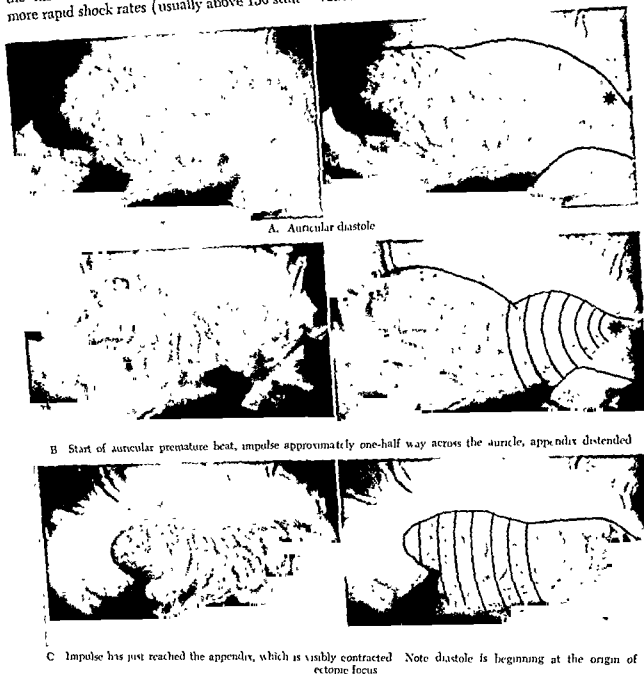 more rapid shock rates (usually above 150
A. Auricular diastole
B Start of auricular premature beat, impulse approximately one-half way across the auricle, appendix distended
C Impulse has just reached the appendix, which is visibly contracted Note diastole is beginning at the origin of
ectopic focus